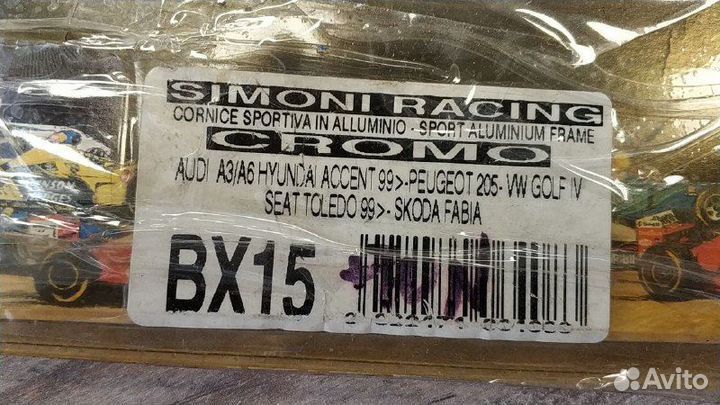 SIMONI RACING
CORNICE SPORTIVA IN ALLUMINIO - SPORT ALUMINIUM FRAME
CROMO
AUDI A3/A6 HYUNDAI ACCENT 99>-PEUGEOT 205- VW GOLF IV
SEAT TOLEDO 99>- SKODA FABIA
BX15
Avito